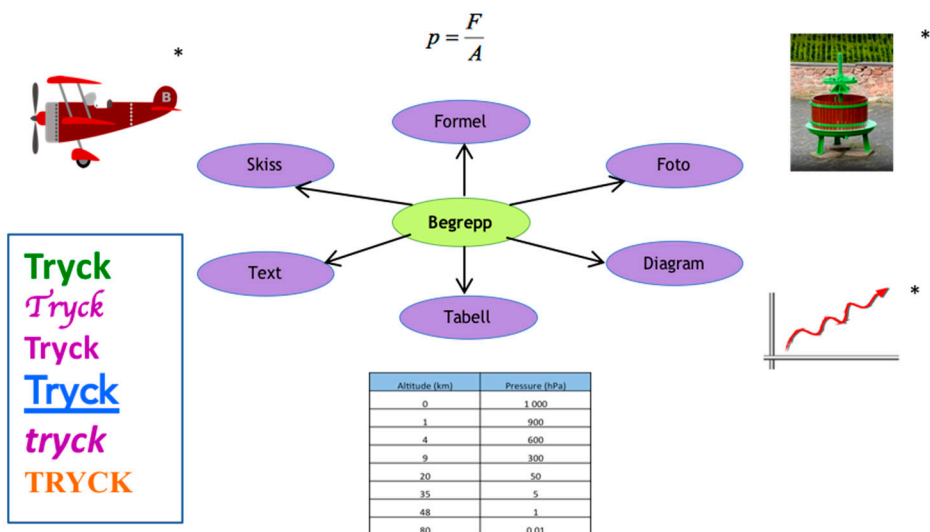 *
*
p = F/A
Formel
Skiss
Foto
Begrepp
Text
Diagram
Tabell
B
*
Tryck
Tryck
Tryck
Tryck
tryck
TRYCK
Altitude (km) Pressure (hPa)
0 1 000
1 900
4 600
9 300
20 50
35 5
48 1
80 0,01